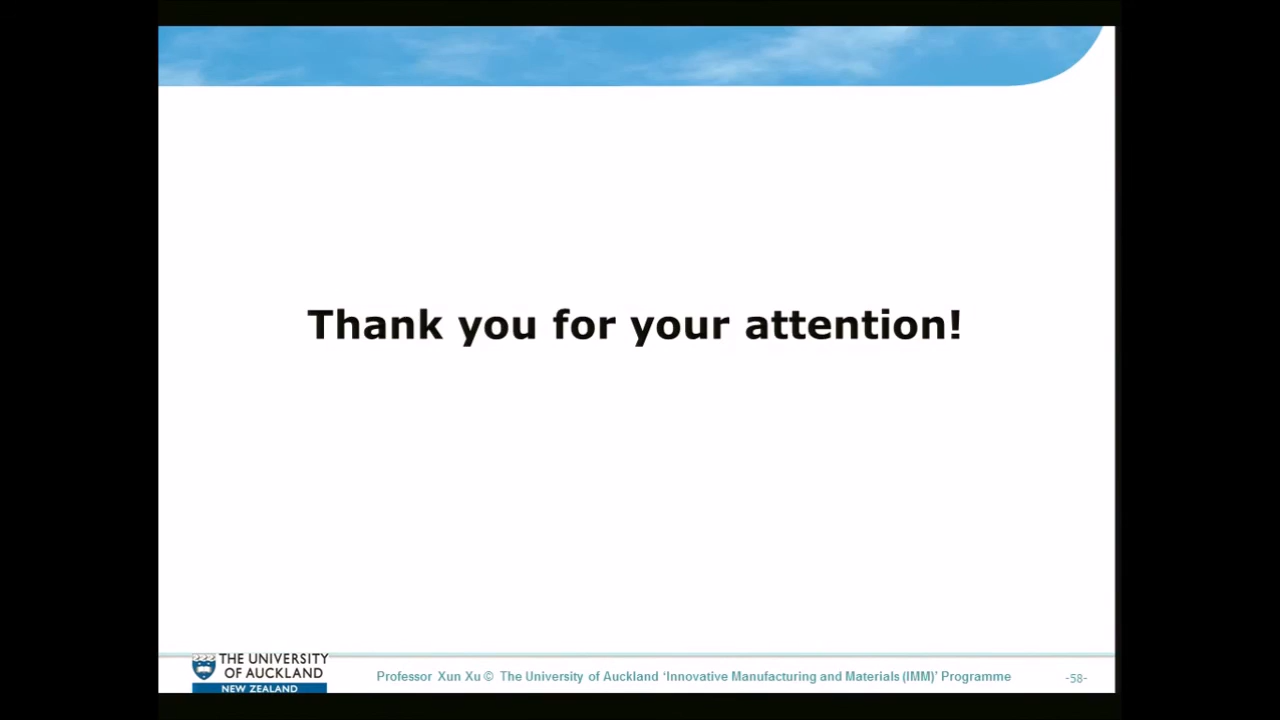 Thank you for your attention!
THE UNIVERSITY
OF AUCKLAND
NEW ZEALAND
Professor Xun Xu © The University of Auckland ‘Innovative Manufacturing and Materials (IMM)’ Programme
-58-